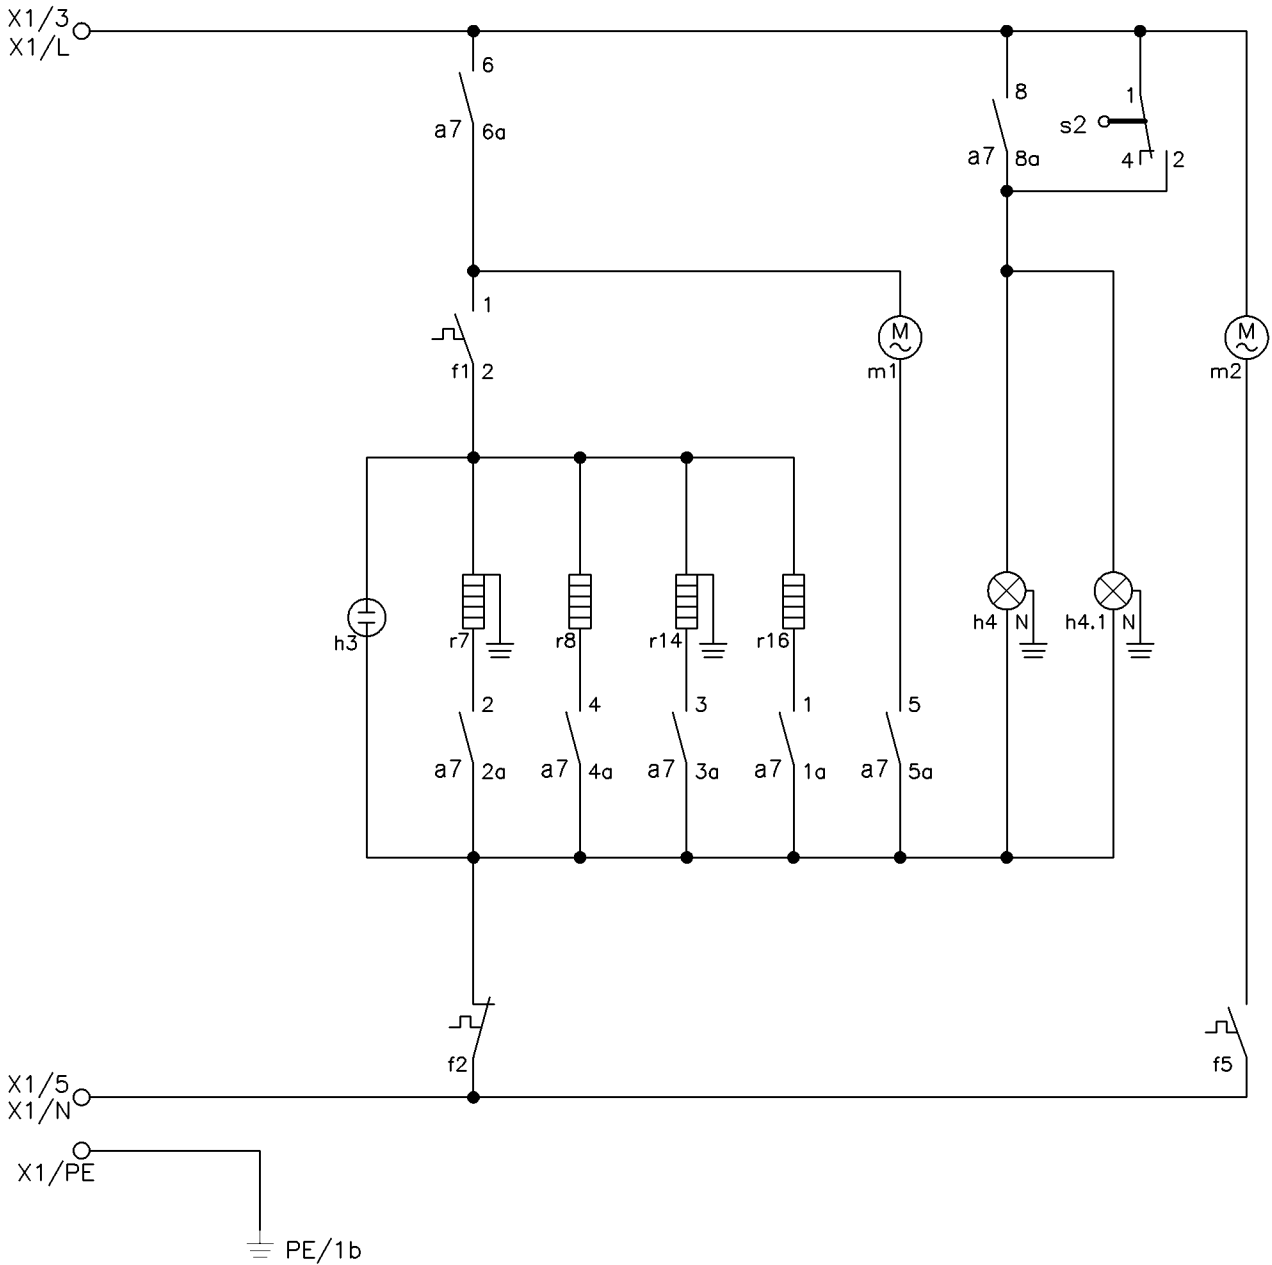 X1/3
X1/L
6
a7 6a
8
a7 8a
1
s2
4 2
1
f1 2
M
m1
M
m2
h3
r7
r8
r14
r16
h4 N
h4.1 N
2
a7 2a
4
a7 4a
3
a7 3a
1
a7 1a
5
a7 5a
f2
f5
X1/5
X1/N
X1/PE
PE/1b